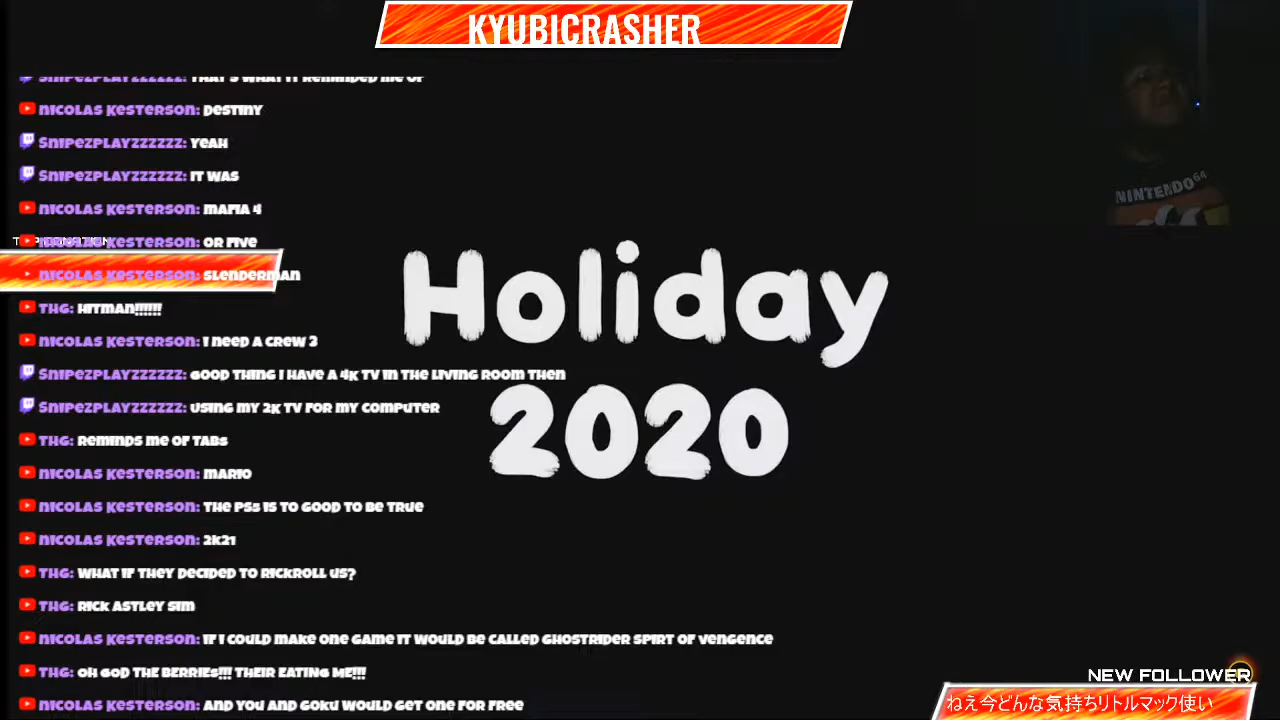 KYUBICRASHER
SNIPEZPLAYZZZZZZ: THAT'S WHAT IT REMINDED ME OF
NICOLAS KESTERSON: DESTINY
SNIPEZPLAYZZZZZZ: YEAH
SNIPEZPLAYZZZZZZ: IT WAS
NICOLAS KESTERSON: MAFIA 4
NICOLAS KESTERSON: OR FIVE
NICOLAS KESTERSON: SLENDERMAN
THG: HITMAN!!!!!!
NICOLAS KESTERSON: I NEED A CREW 3
SNIPEZPLAYZZZZZZ: GOOD THING I HAVE A 4K TV IN THE LIVING ROOM THEN
SNIPEZPLAYZZZZZZ: USING MY 2K TV FOR MY COMPUTER
THG: REMINDS ME OF TABS
NICOLAS KESTERSON: MARIO
NICOLAS KESTERSON: THE PS5 IS TO GOOD TO BE TRUE
NICOLAS KESTERSON: 2K21
THG: WHAT IF THEY DECIDED TO RICKROLL US?
THG: RICK ASTLEY SIM
NICOLAS KESTERSON: IF I COULD MAKE ONE GAME IT WOULD BE CALLED GHOSTRIDER SPIRT OF VENGENCE
THG: OH GOD THE BERRIES!!! THEIR EATING ME!!!
NICOLAS KESTERSON: AND YOU AND GOKU WOULD GET ONE FOR FREE
Holiday
2020
NINTENDO64
NEW FOLLOWER
ねえ今どんな気持ちリトルマック使い